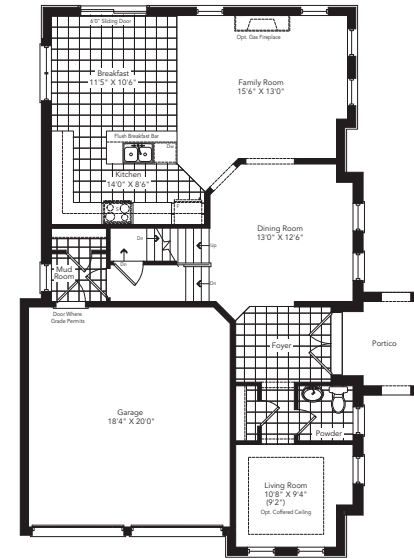 6'0" Sliding Door
Opt. Gas Fireplace
Breakfast
11'5" X 10'6"
Family Room
15'6" X 13'0"
Flush Breakfast Bar
Dw
Kitchen
14'0" X 8'6"
F
Dining Room
13'0" X 12'6"
Dn
Up
Dn
Dn
Mud
Room
Door Where
Grade Permits
Foyer
Portico
Garage
18'4" X 20'0"
Powder
Living Room
10'8" X 9'4"
(9'2")
Opt. Coffered Ceiling